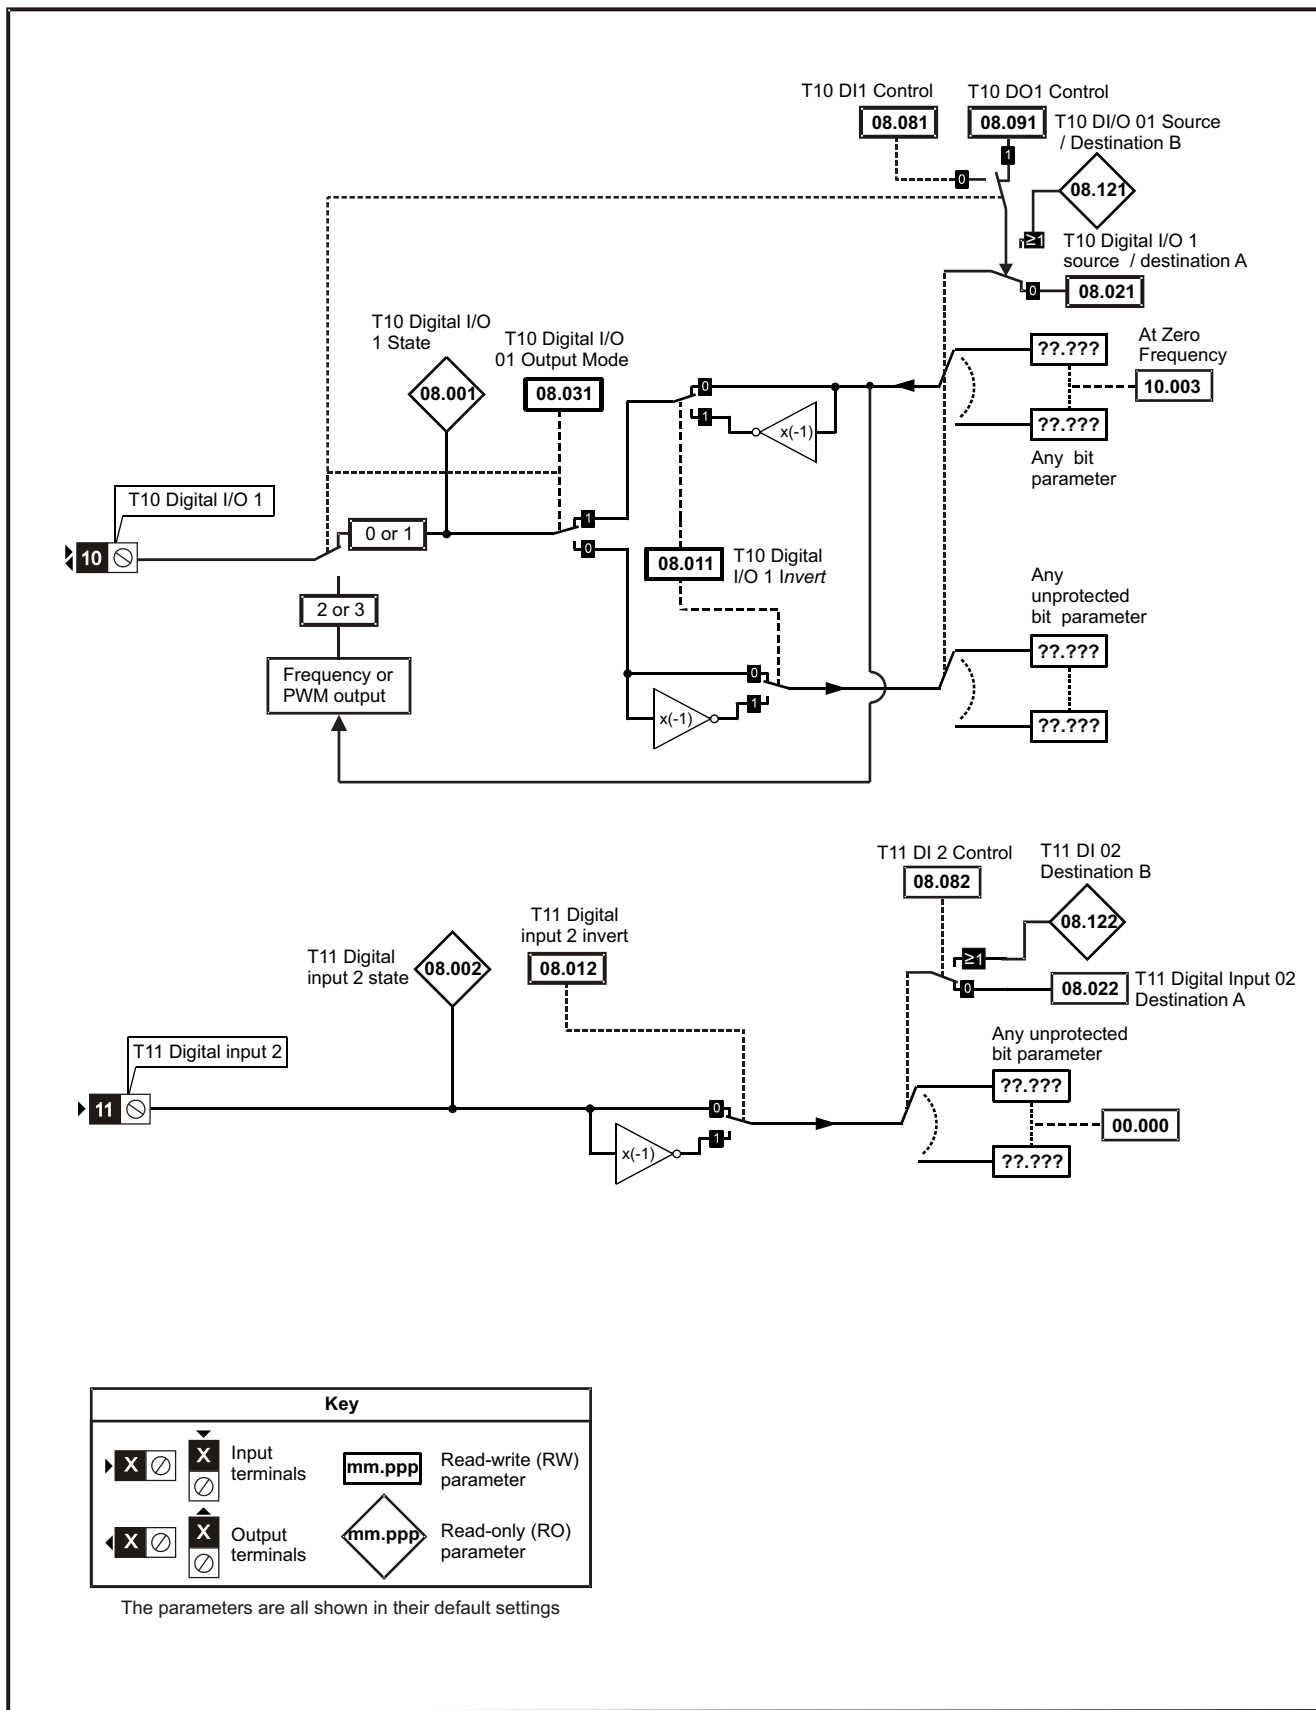 T10 DI1 Control
08.081
T10 DO1 Control
08.091
T10 DI/O 01 Source
/ Destination B
1
0
08.121
≥1
T10 Digital I/O 1
source / destination A
0
08.021
T10 Digital I/O
1 State
08.001
T10 Digital I/O
01 Output Mode
08.031
0
1
x(-1)
??.???
At Zero
Frequency
10.003
??.???
Any bit
parameter
T10 Digital I/O 1
10
0 or 1
1
0
08.011
T10 Digital
I/O 1 Invert
2 or 3
Frequency or
PWM output
0
1
x(-1)
Any
unprotected
bit parameter
??.???
??.???
T11 DI 2 Control
08.082
T11 DI 02
Destination B
08.122
≥1
0
08.022
T11 Digital Input 02
Destination A
T11 Digital
input 2 state
08.002
T11 Digital
input 2 invert
08.012
T11 Digital input 2
11
0
1
x(-1)
Any unprotected
bit parameter
??.???
00.000
??.???
Key
X
X
Input
terminals
mm.ppp
Read-write (RW)
parameter
X
X
Output
terminals
mm.ppp
Read-only (RO)
parameter
The parameters are all shown in their default settings